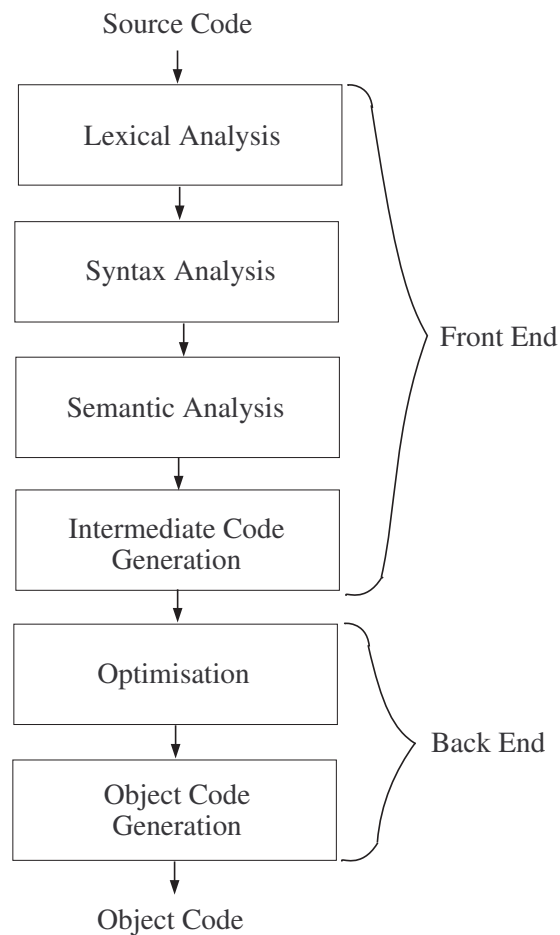 Source Code
Lexical Analysis
Syntax Analysis
Front End
Semantic Analysis
Intermediate Code
Generation
Optimisation
Back End
Object Code
Generation
Object Code